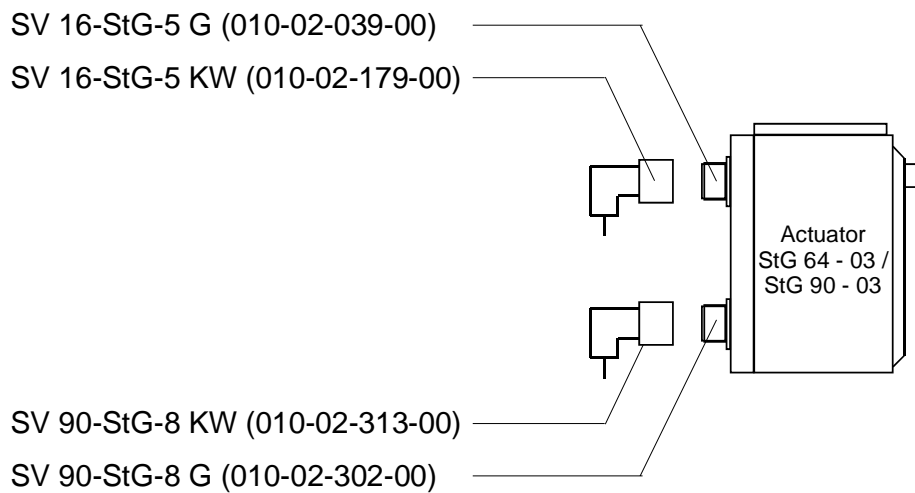 SV 16-StG-5 G (010-02-039-00)
SV 16-StG-5 KW (010-02-179-00)
Actuator
StG 64 - 03 /
StG 90 - 03
SV 90-StG-8 KW (010-02-313-00)
SV 90-StG-8 G (010-02-302-00)